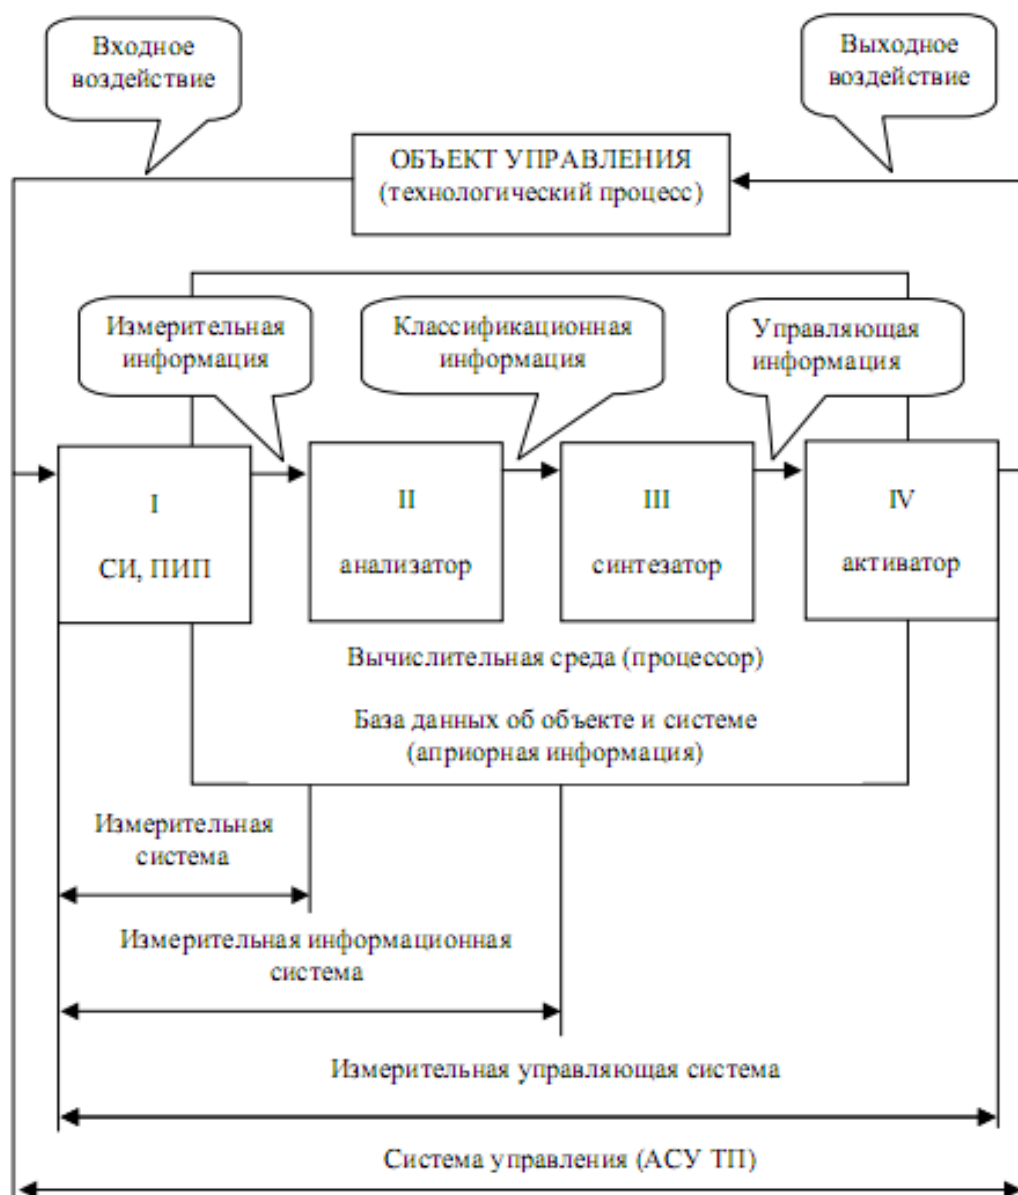 Входное
воздействие
Выходное
воздействие
ОБЪЕКТ УПРАВЛЕНИЯ
(технологический процесс)
Измерительная
информация
Классификационная
информация
Управляющая
информация
I
СИ, ПИП
II
анализатор
III
синтезатор
IV
активатор
Вычислительная среда (процессор)
База данных об объекте и системе
(априорная информация)
Измерительная
система
Измерительная информационная
система
Измерительная управляющая система
Система управления (АСУ ТП)